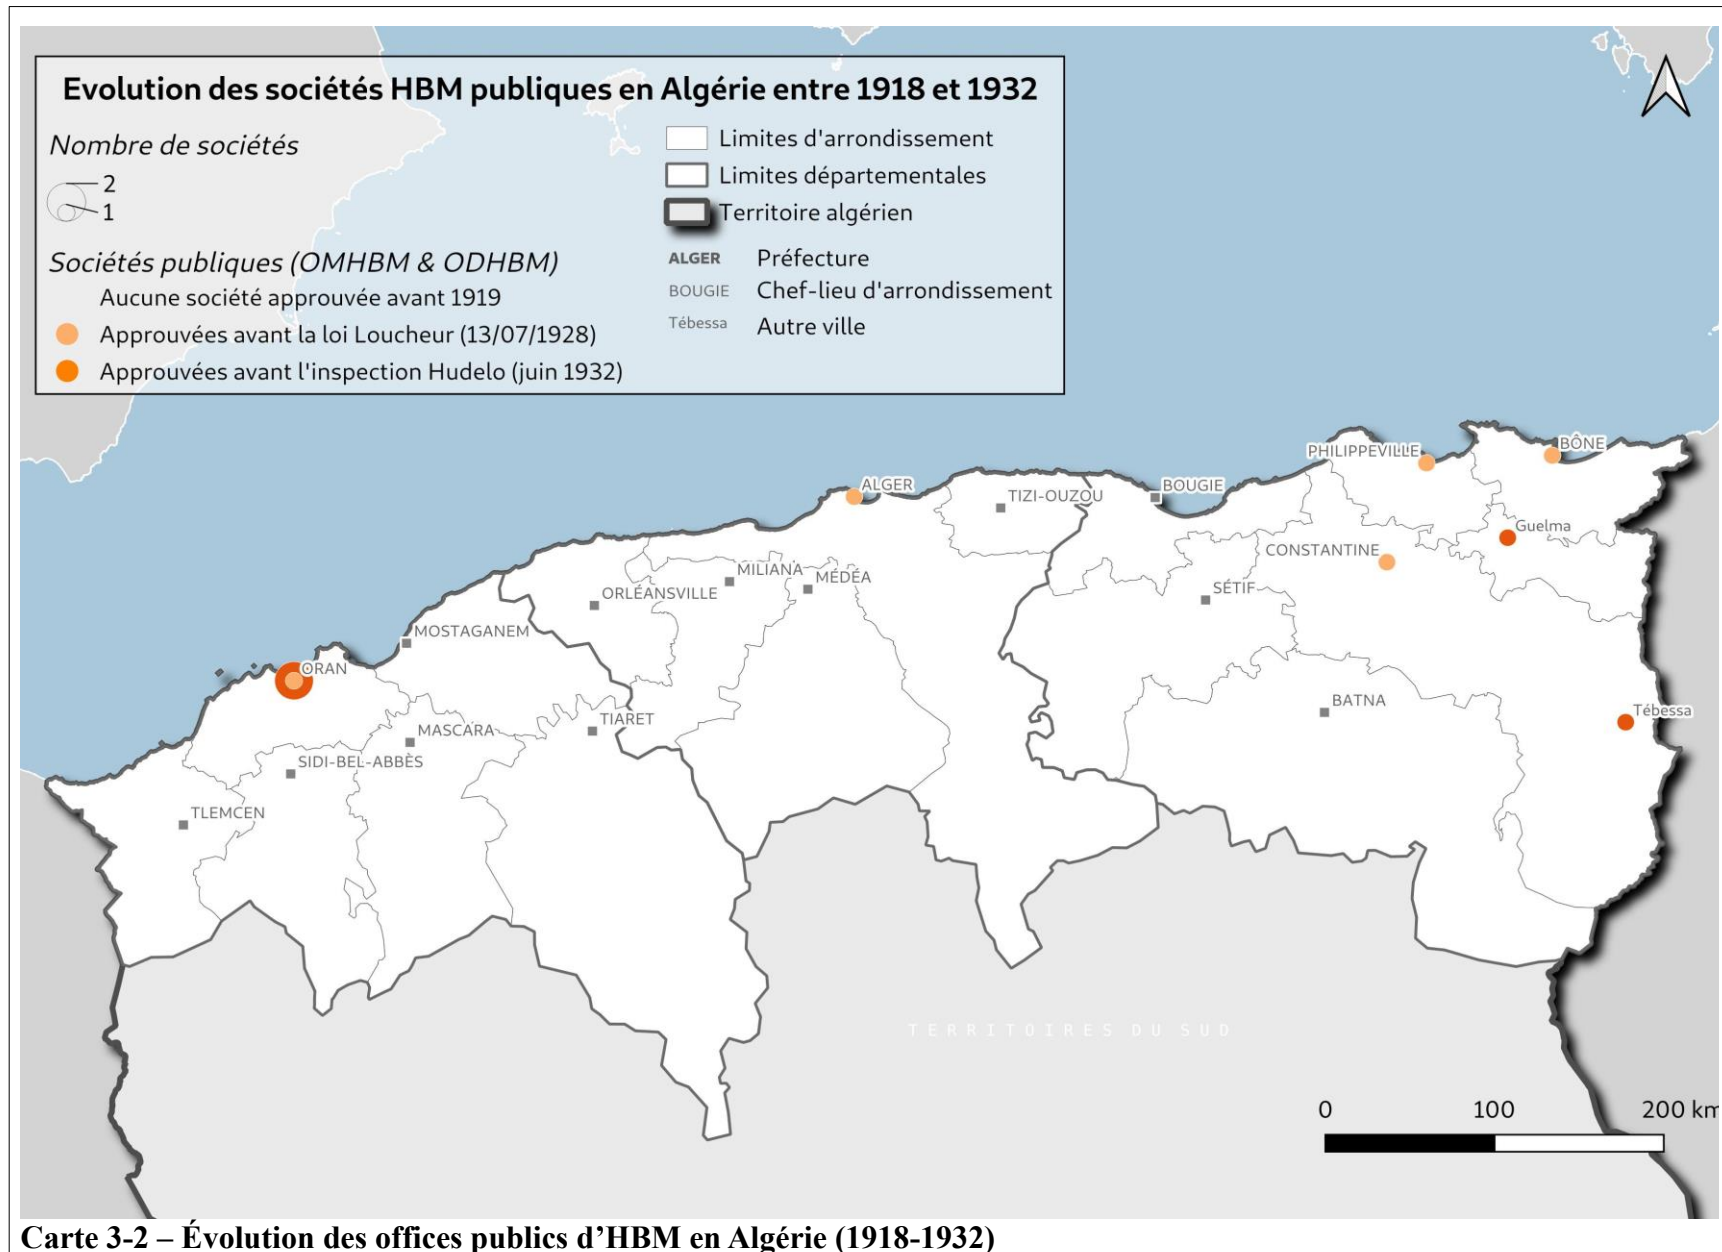 Evolution des sociétés HBM publiques en Algérie entre 1918 et 1932
Nombre de sociétés
2
1
Sociétés publiques (OMHBM & ODHBM)
Aucune société approuvée avant 1919
Approuvées avant la loi Loucheur (13/07/1928)
Approuvées avant l'inspection Hudelo (juin 1932)
Limites d'arrondissement
Limites départementales
Territoire algérien
ALGER Préfecture
BOUGIE Chef-lieu d'arrondissement
Tébessa Autre ville
PHILIPPEVILLE
BÔNE
ALGER
TIZI-OUZOU
BOUGIE
Guelma
CONSTANTINE
MILIANA
MÉDÉA
ORLÉANSVILLE
SÉTIF
MOSTAGANEM
ORAN
BATNA
Tébessa
TIARET
MASCARA
SIDI-BEL-ABBÈS
TLEMCEN
TERRITOIRES DU SUD
0 100 200 km
Carte 3-2 – Évolution des offices publics d’HBM en Algérie (1918-1932)